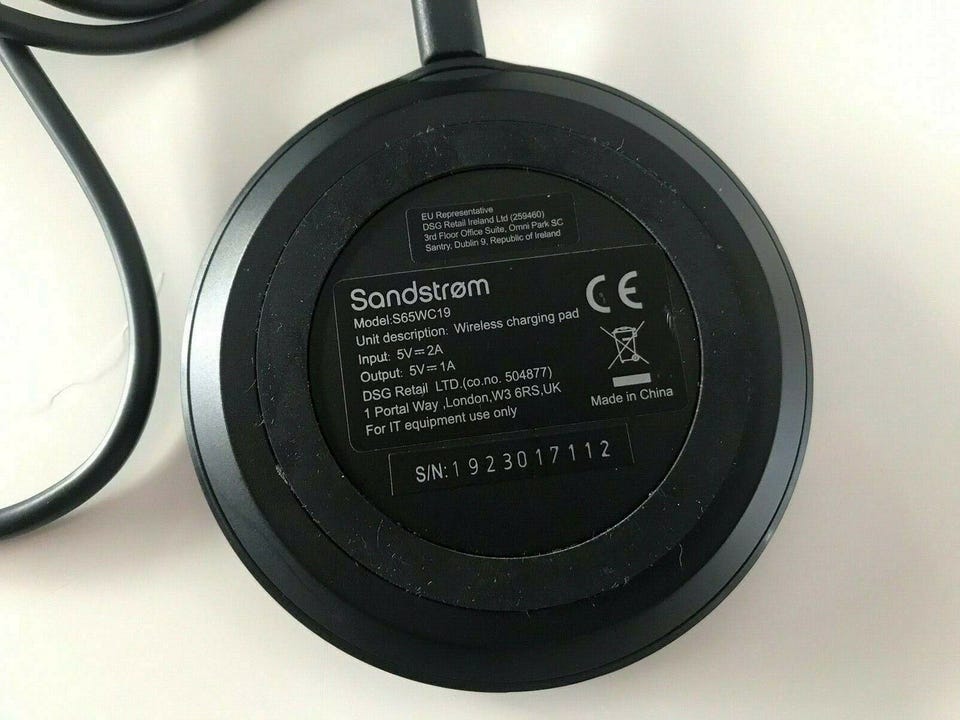 EU Representative
DSG Retail Ireland Ltd (259460)
3rd Floor Office Suite, Omni Park SC
Santry, Dublin 9, Republic of Ireland
Sandstrøm
CE
Model:S65WC19
Unit description: Wireless charging pad
Input: 5V⎓2A
Output: 5V⎓1A
DSG Retail LTD.(co.no. 504877)
1 Portal Way ,London,W3 6RS,UK
For IT equipment use only
Made in China
S/N:1923017112